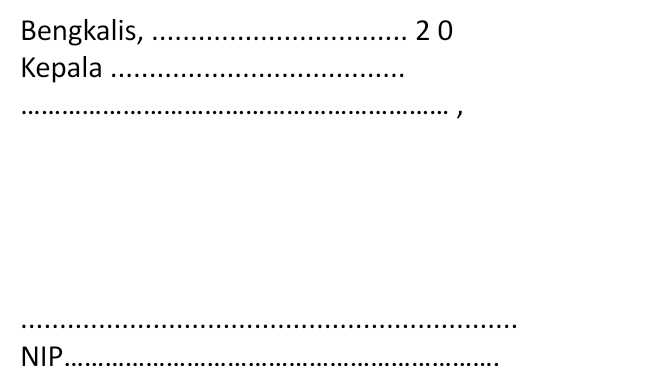 Bengkalis, ................................. 2 0
Kepala ......................................
……………………………………………………… ,
................................................................
NIP……………………………………………………….